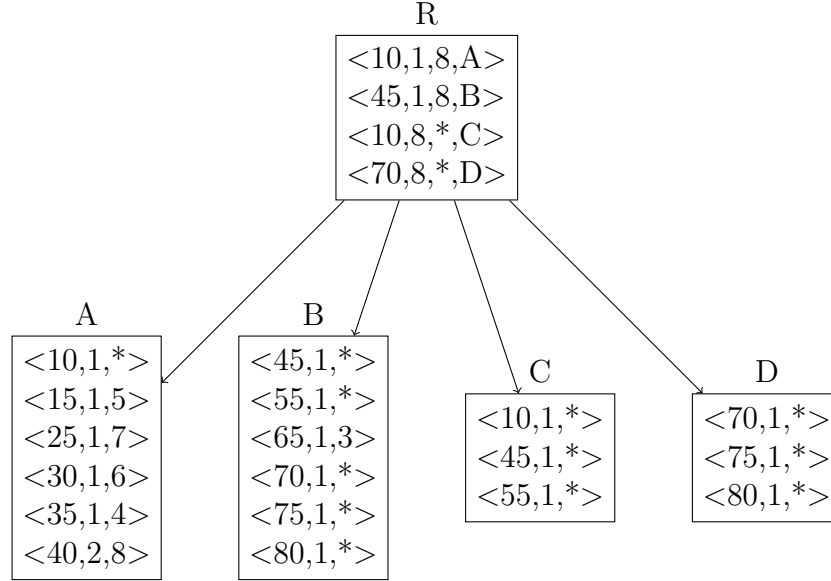 R
<10,1,8,A>
<45,1,8,B>
<10,8,*,C>
<70,8,*,D>
A
<10,1,*>
<15,1,5>
<25,1,7>
<30,1,6>
<35,1,4>
<40,2,8>
B
<45,1,*>
<55,1,*>
<65,1,3>
<70,1,*>
<75,1,*>
<80,1,*>
C
<10,1,*>
<45,1,*>
<55,1,*>
D
<70,1,*>
<75,1,*>
<80,1,*>